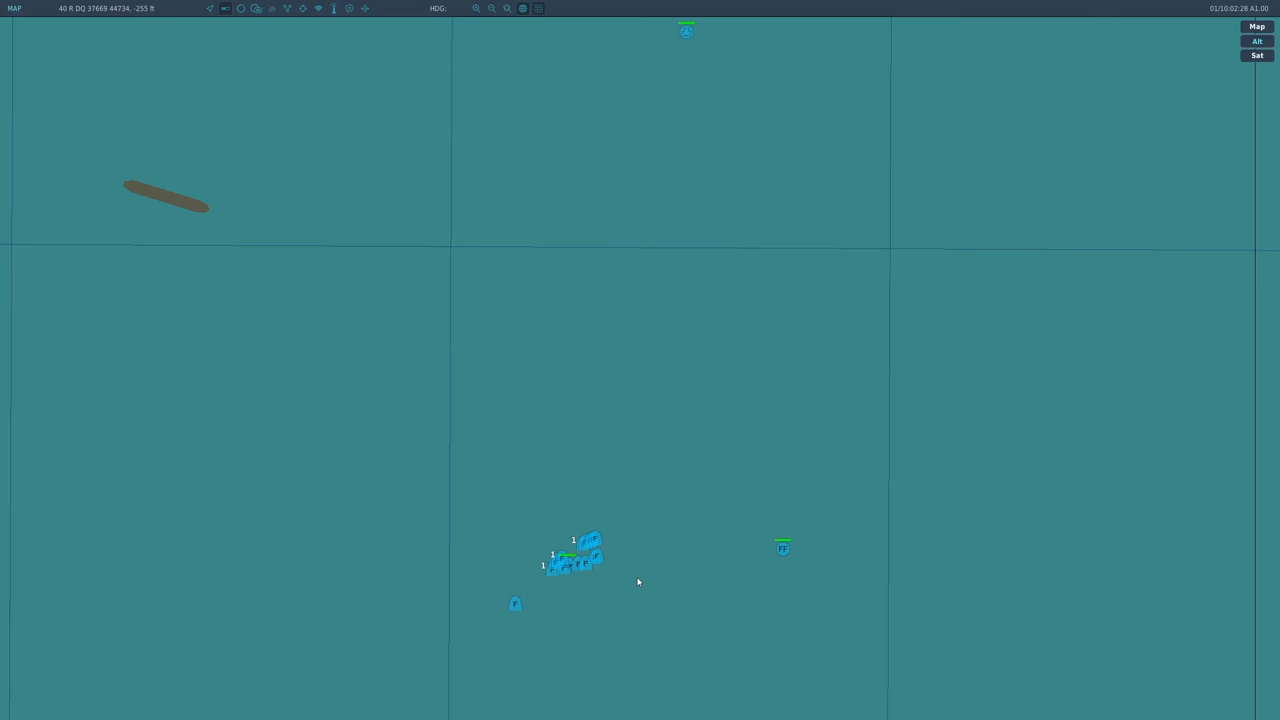 MAP 40 R DQ 37669 44734, -255 ft HDG: 01/10:02:28 A1.00
Map
Alt
Sat
1 F
1
FF
1
F
F
F
F